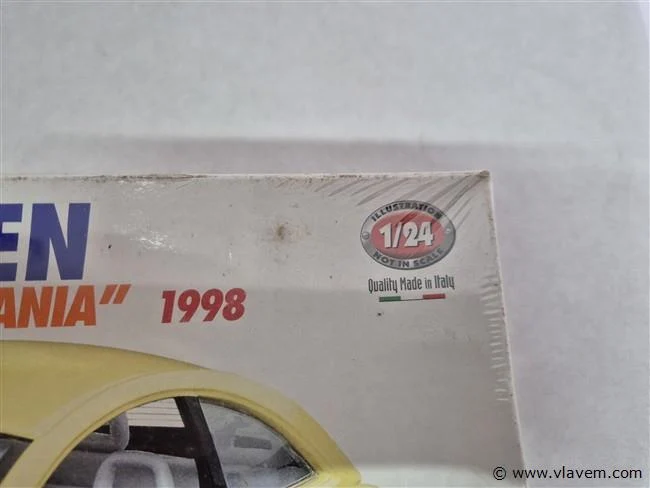 EN
ANIA" 1998
ILLUSTRATION
1/24
NOT IN SCALE
Quality Made in Italy
© www.vlavem.com